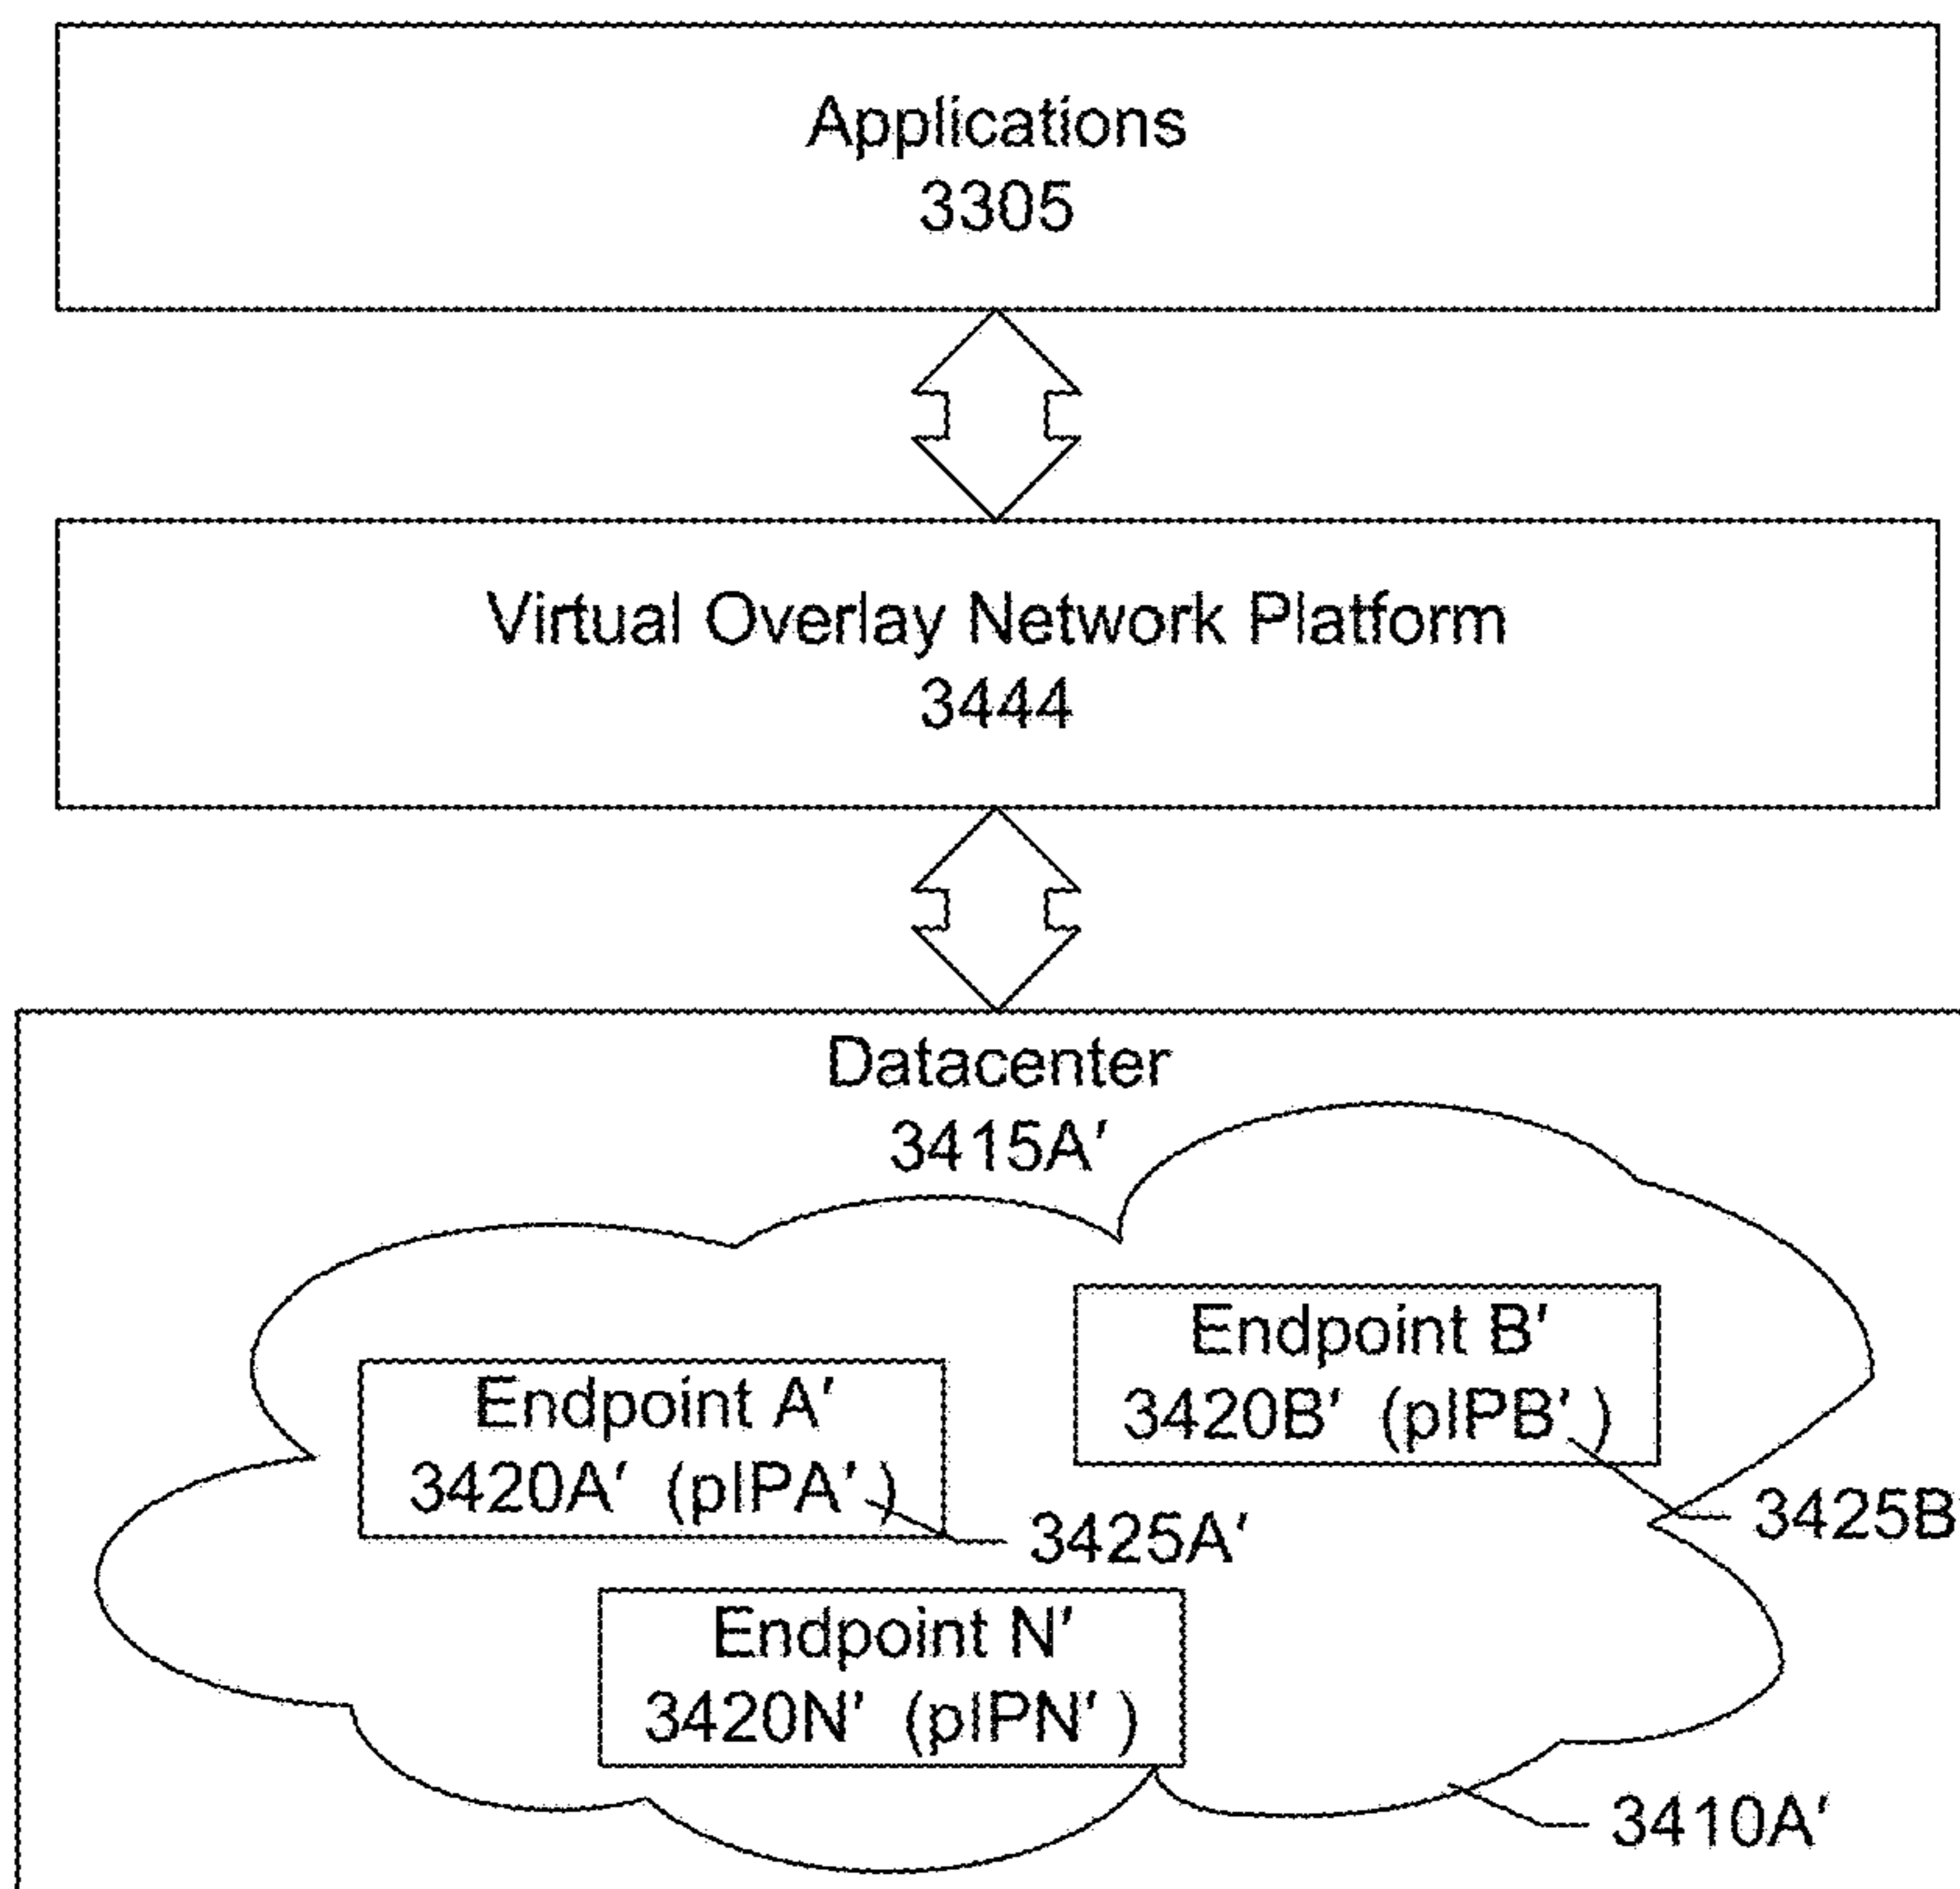 Applications
3305
Virtual Overlay Network Platform
3444
Datacenter
3415A′
Endpoint B′
3420B′ (pIPB′)
Endpoint A′
3420A′ (pIPA′)
3425B
3425A′
Endpoint N′
3420N′ (pIPN′)
3410A′